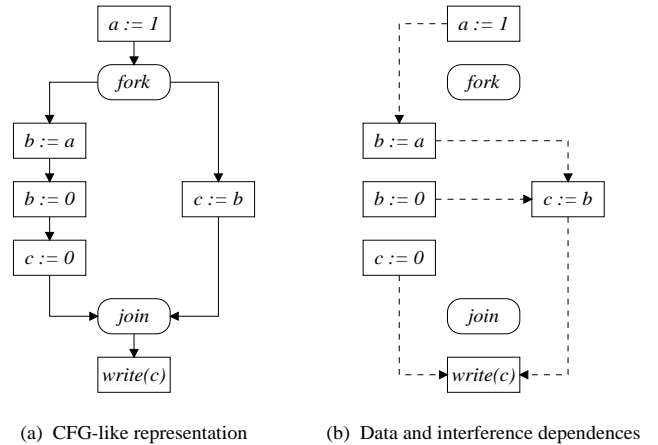 a := 1
fork
b := a
b := 0
c := b
c := 0
join
write(c)
(a) CFG-like representation
a := 1
fork
b := a
b := 0
c := b
c := 0
join
write(c)
(b) Data and interference dependences